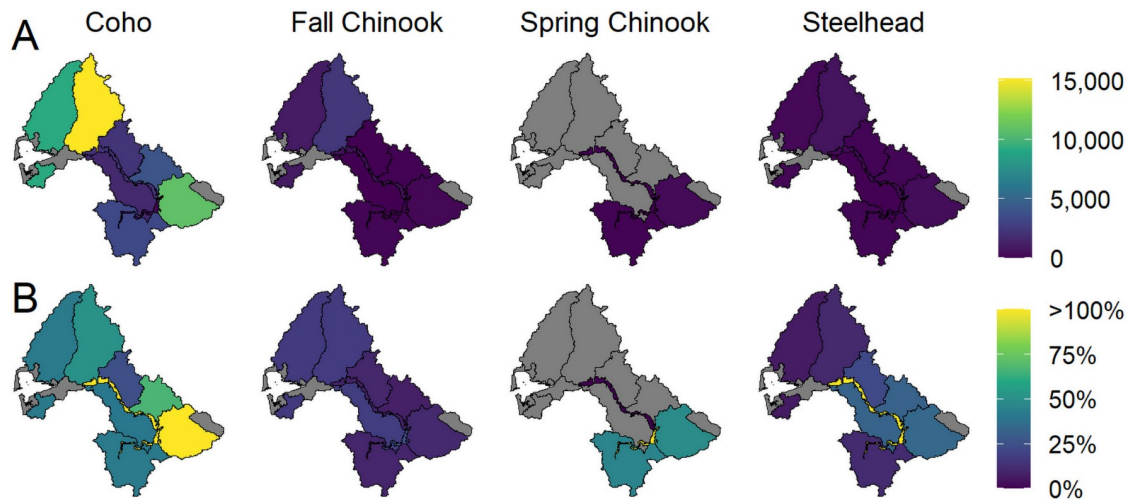 A
Coho
Fall Chinook
Spring Chinook
Steelhead
15,000
10,000
5,000
0
B
>100%
75%
50%
25%
0%